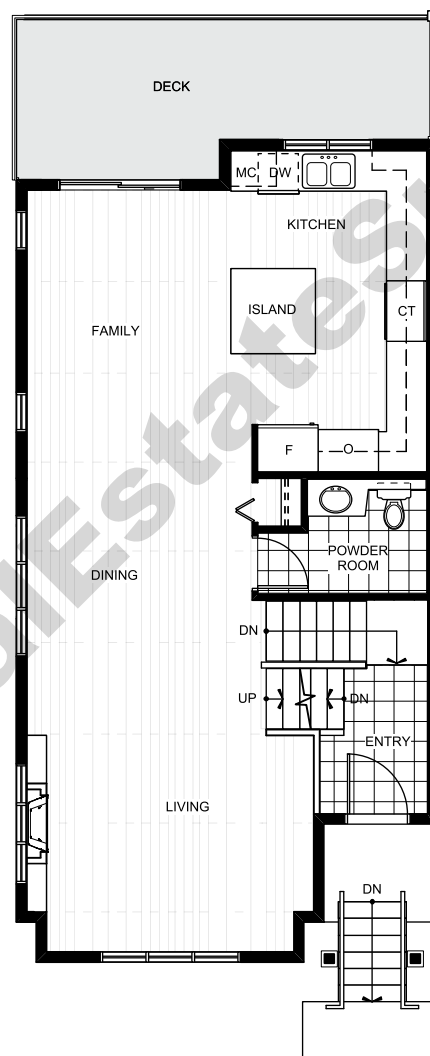 DECK
MC
DW
KITCHEN
ISLAND
CT
FAMILY
F
O
POWDER
ROOM
DINING
DN
UP
DN
ENTRY
LIVING
DN